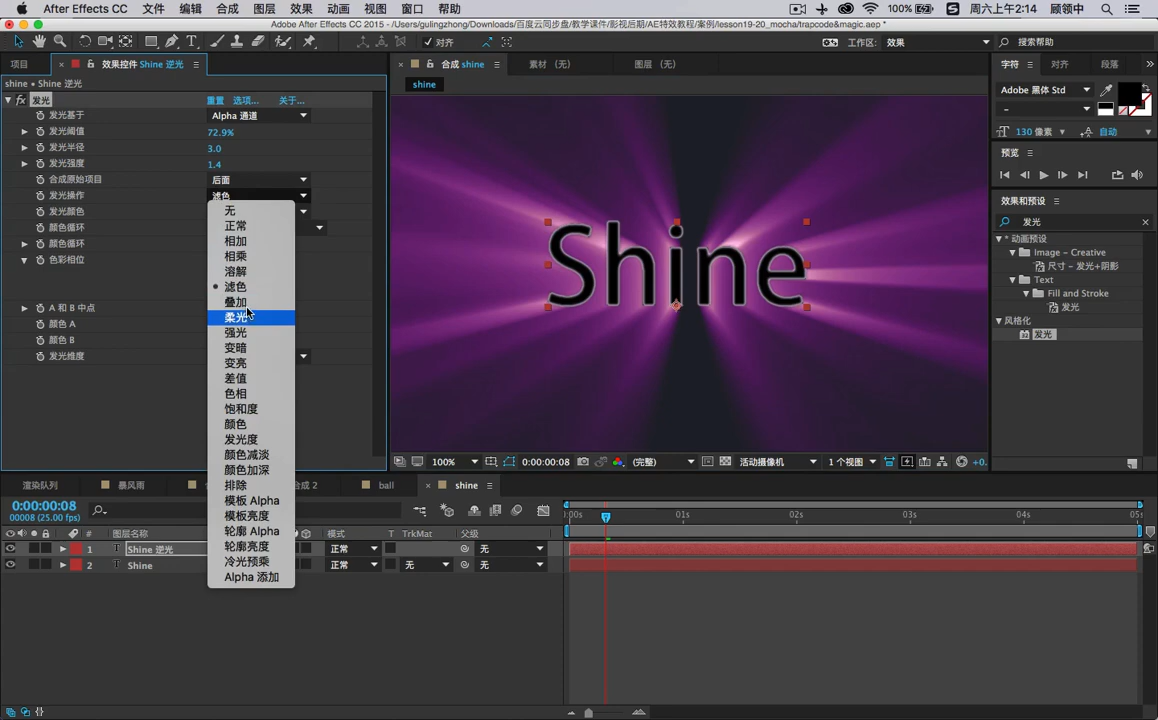 After Effects CC 文件 编辑 合成 图层 效果 动画 视图 窗口 帮助 100% 周六上午2:14 顾领中
Adobe After Effects CC 2015 - /Users/gulingzhong/Downloads/百度云同步盘/教学课件/影视后期/AE特效教程/案例/lesson19-20_mocha/trapcode&magic.aep *
对齐 工作区: 效果 搜索帮助
项目 效果控件 Shine 逆光 合成 shine 素材 (无) 图层 (无) 字符 对齐 段落
shine • Shine 逆光
shine
fx 发光 重置 选项... 关于...
发光基于 Alpha 通道
发光阈值 72.9%
发光半径 3.0
发光强度 1.4
合成原始项目 后面
发光操作 滤色
发光颜色
颜色循环
颜色循环
色彩相位
A 和 B 中点
颜色 A
颜色 B
发光维度
无
正常
相加
相乘
溶解
滤色
叠加
柔光
强光
变暗
变亮
差值
色相
饱和度
颜色
发光度
颜色减淡
颜色加深
排除
模板 Alpha
模板亮度
轮廓 Alpha
轮廓亮度
冷光预乘
Alpha 添加
Shine
100% 0:00:00:08 (完整) 活动摄像机 1 个视图 +0.
Adobe 黑体 Std
-
130 像素 自动
预览
效果和预设
发光
* 动画预设
Image - Creative
尺寸 - 发光+阴影
Text
Fill and Stroke
发光
风格化
发光
渲染队列 暴风雨 合成 2 ball shine
0:00:00:08
00008 (25.00 fps)
:00s 01s 02s 03s 04s 05s
# 图层名称 模式 T TrkMat 父级
1 T Shine 逆光 正常 无
2 T Shine 正常 无 无